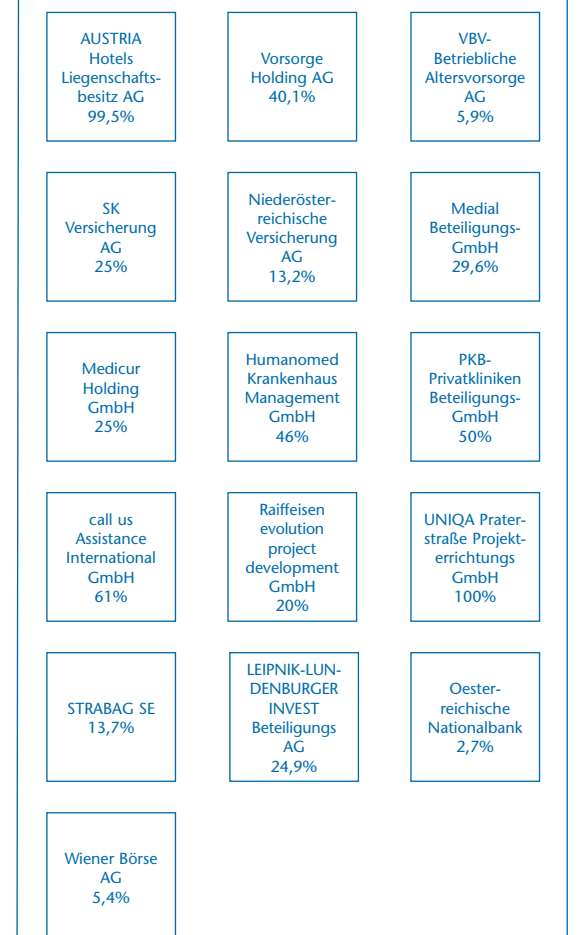 AUSTRIA
Hotels
Liegenschafts-
besitz AG
99,5%
Vorsorge
Holding AG
40,1%
VBV-
Betriebliche
Altersvorsorge
AG
5,9%
SK
Versicherung
AG
25%
Niederöster-
reichische
Versicherung
AG
13,2%
Medial
Beteiligungs-
GmbH
29,6%
Medicur
Holding
GmbH
25%
Humanomed
Krankenhaus
Management
GmbH
46%
PKB-
Privatkliniken
Beteiligungs-
GmbH
50%
call us
Assistance
International
GmbH
61%
Raiffeisen
evolution
project
development
GmbH
20%
UNIQA Prater-
straße Projekt-
errichtungs
GmbH
100%
STRABAG SE
13,7%
LEIPNIK-LUN-
DENBURGER
INVEST
Beteiligungs
AG
24,9%
Oester-
reichische
Nationalbank
2,7%
Wiener Börse
AG
5,4%